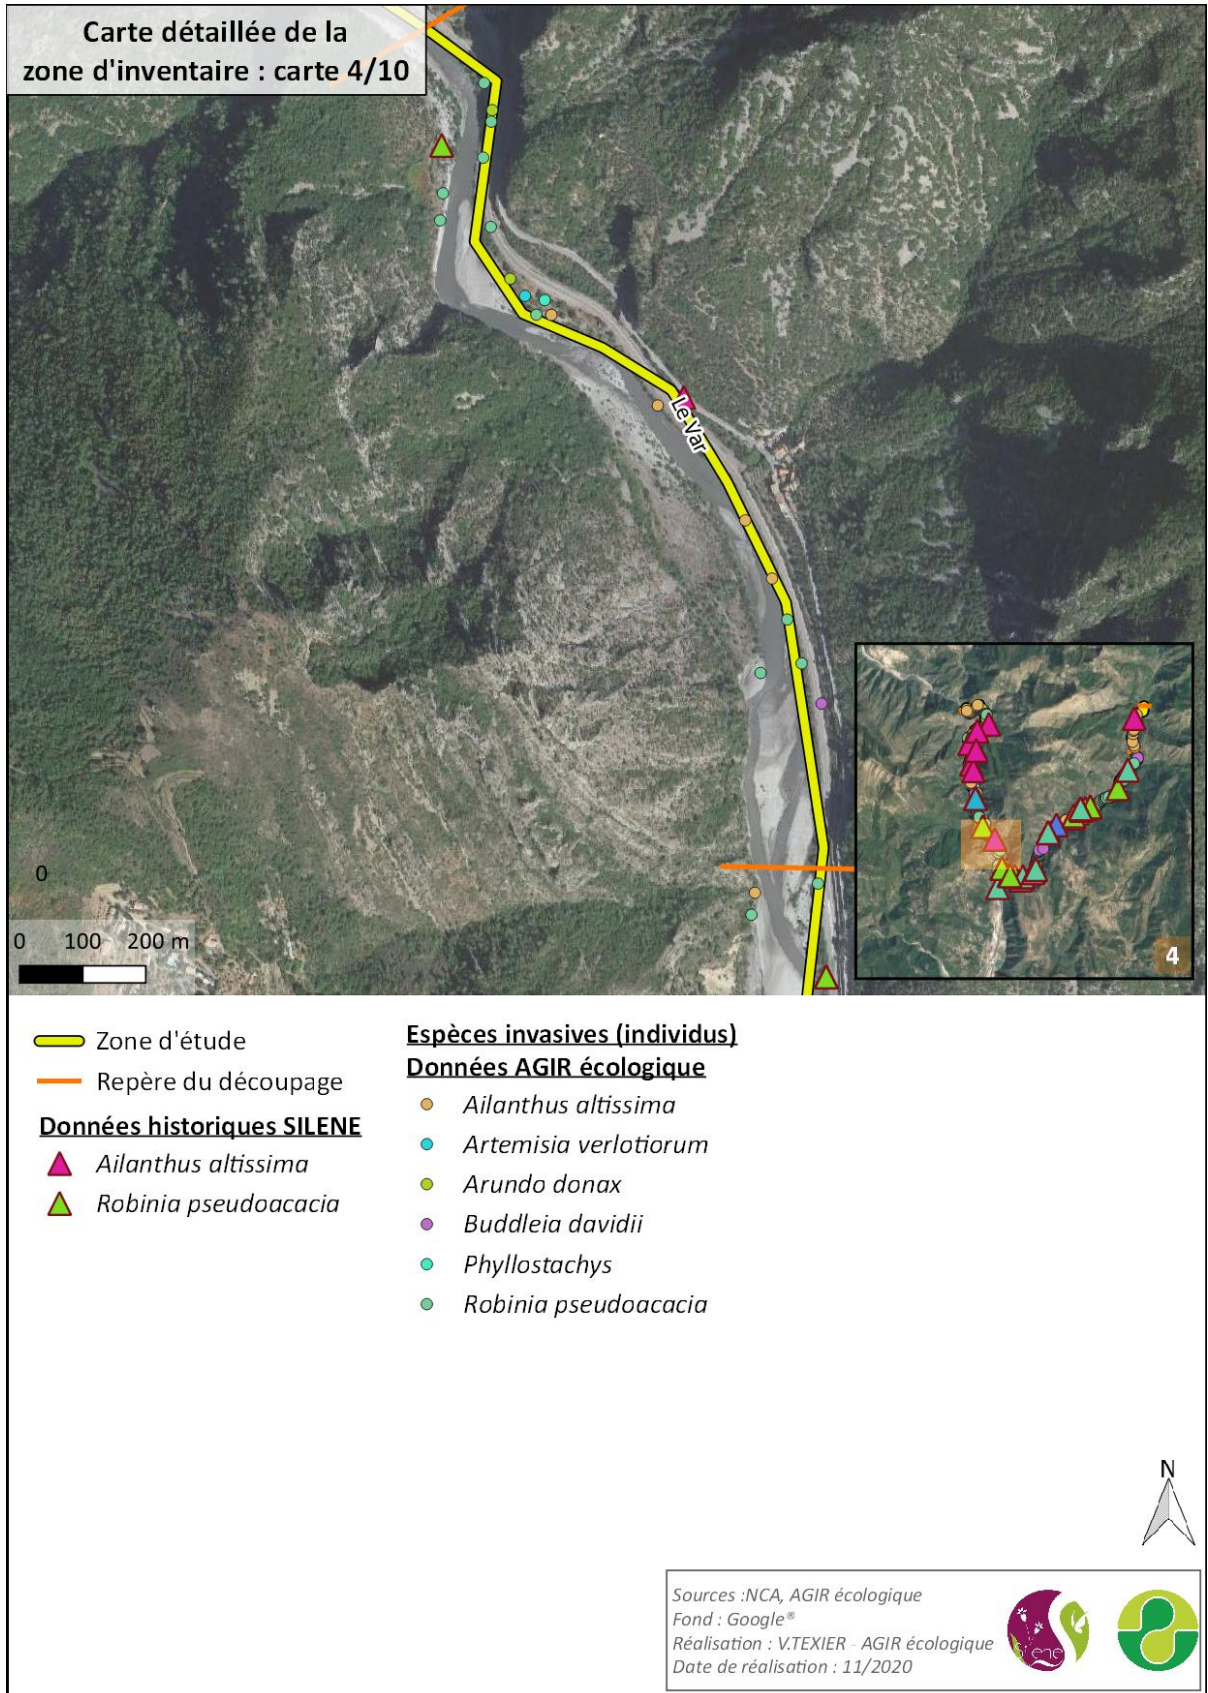 Carte détaillée de la
zone d'inventaire : carte 4/10
Le Var
0
0 100 200 m
4
Zone d'étude
Repère du découpage
Données historiques SILENE
Ailanthus altissima
Robinia pseudoacacia
Espèces invasives (individus)
Données AGIR écologique
Ailanthus altissima
Artemisia verlotiorum
Arundo donax
Buddleia davidii
Phyllostachys
Robinia pseudoacacia
N
Sources :NCA, AGIR écologique
Fond : Google®
Réalisation : V.TEXIER - AGIR écologique
Date de réalisation : 11/2020